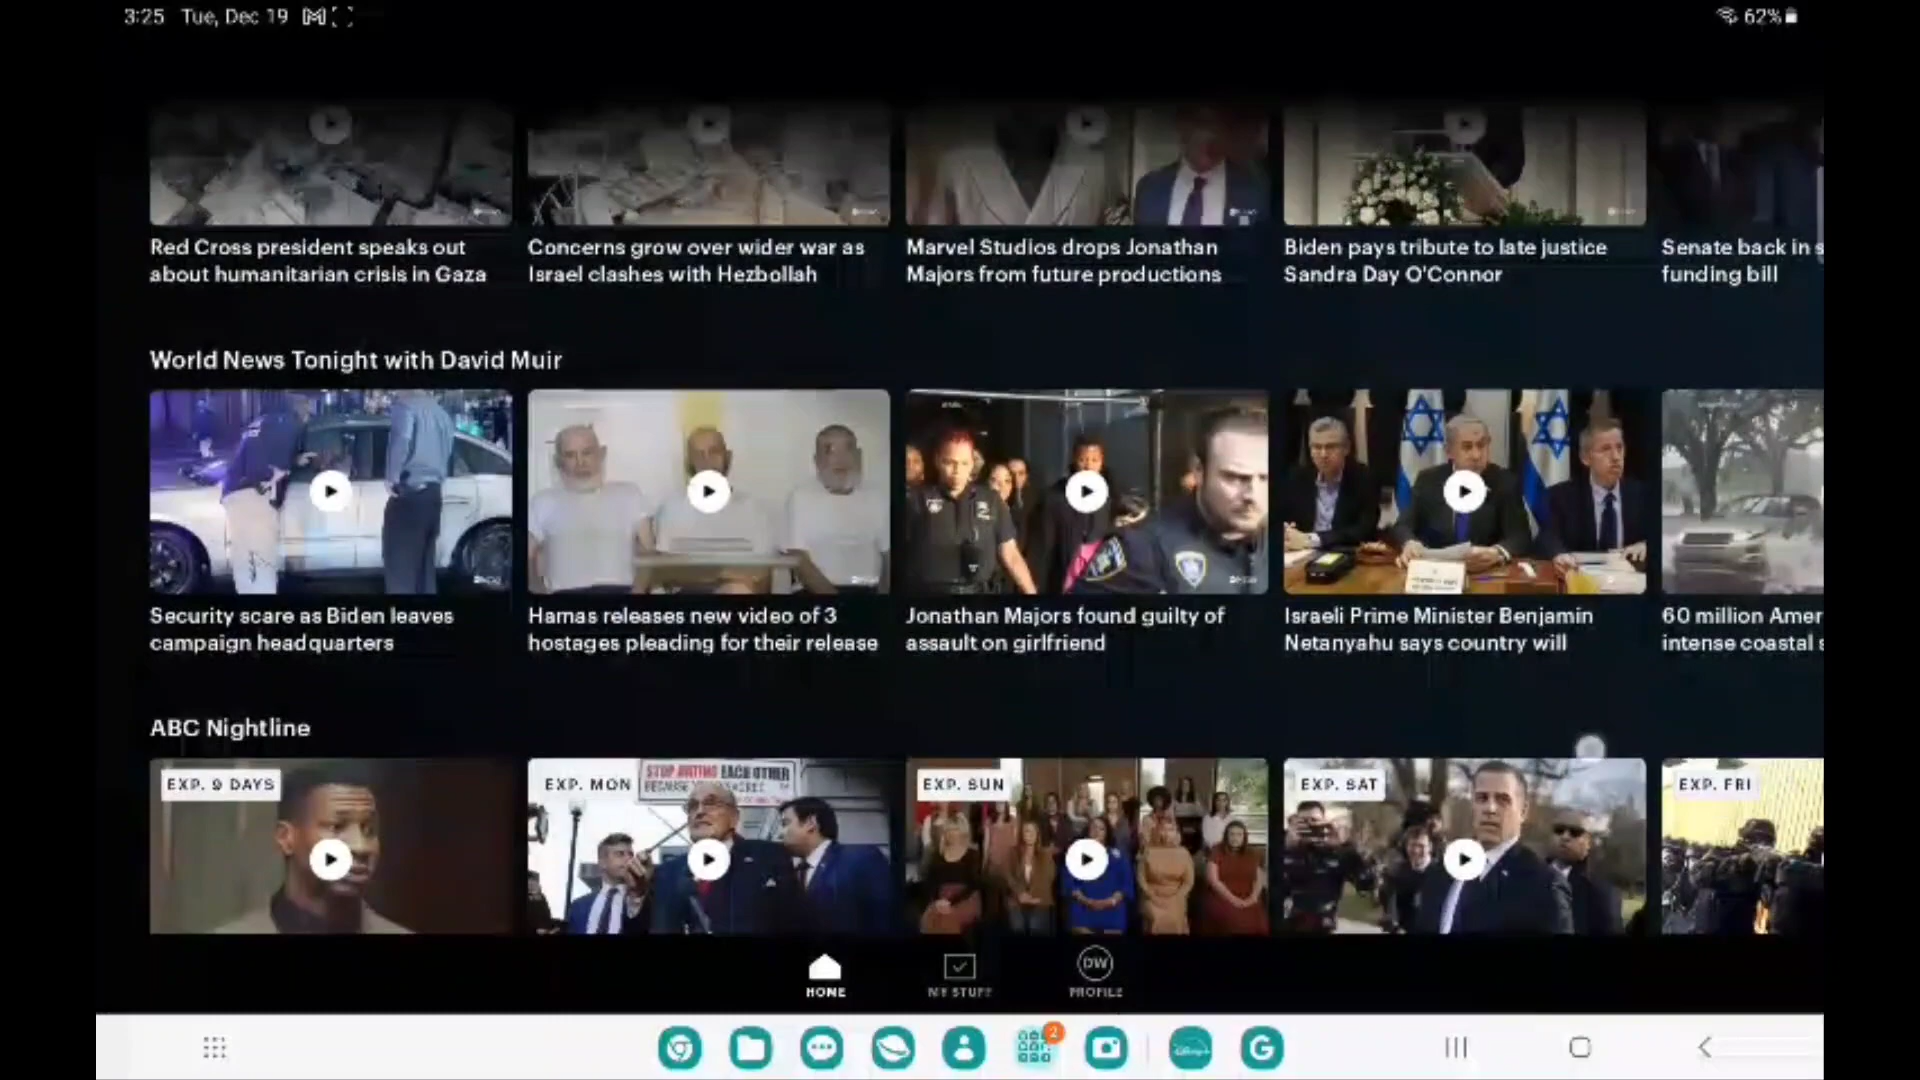 3:25 Tue, Dec 19
62%
Red Cross president speaks out
about humanitarian crisis in Gaza
Concerns grow over wider war as
Israel clashes with Hezbollah
Marvel Studios drops Jonathan
Majors from future productions
Biden pays tribute to late justice
Sandra Day O'Connor
Senate back in s
funding bill
World News Tonight with David Muir
Security scare as Biden leaves
campaign headquarters
Hamas releases new video of 3
hostages pleading for their release
Jonathan Majors found guilty of
assault on girlfriend
Israeli Prime Minister Benjamin
Netanyahu says country will
60 million Amer
intense coastal s
ABC Nightline
EXP. 9 DAYS
EXP. MON
STOP HATING EACH OTHER
EXP. SUN
EXP. SAT
EXP. FRI
HOME
MY STUFF
DW
PROFILE
2
Disney+
G